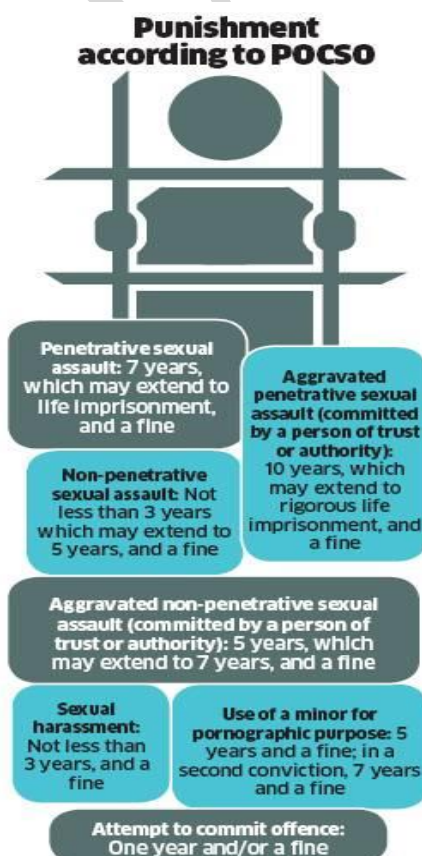 Punishment
according to POCSO
Penetrative sexual
assault: 7 years,
which may extend to
life imprisonment,
and a fine
Aggravated
penetrative sexual
assault (committed
by a person of trust
or authority):
10 years, which
may extend to
rigorous life
imprisonment, and
a fine
Non-penetrative
sexual assault: Not
less than 3 years
which may extend to
5 years, and a fine
Aggravated non-penetrative sexual
assault (committed by a person of
trust or authority): 5 years, which
may extend to 7 years, and a fine
Sexual
harassment:
Not less than
3 years, and a
fine
Use of a minor for
pornographic purpose: 5
years and a fine; in a
second conviction, 7 years
and a fine
Attempt to commit offence:
One year and/or a fine